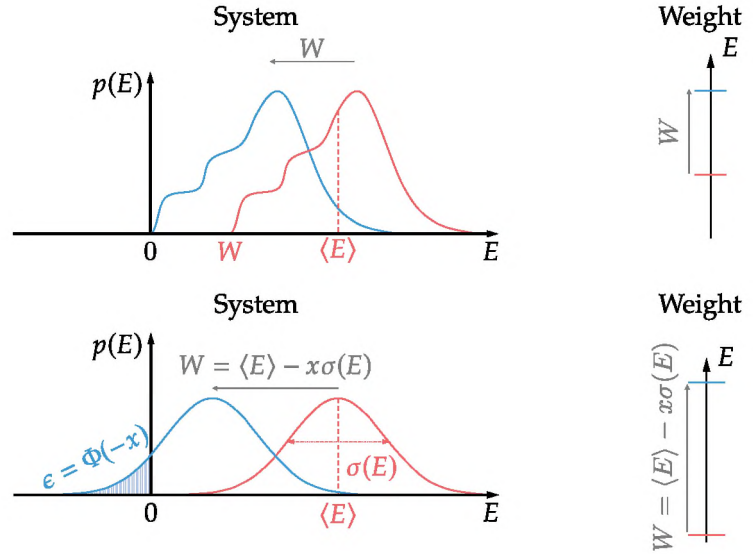 System
Weight
W
E
p(E)
W
0
W
⟨E⟩
E
System
Weight
p(E)
W = ⟨E⟩ − xσ(E)
E
ϵ = Φ(−x)
σ(E)
W = ⟨E⟩ − xσ(E)
0
⟨E⟩
E